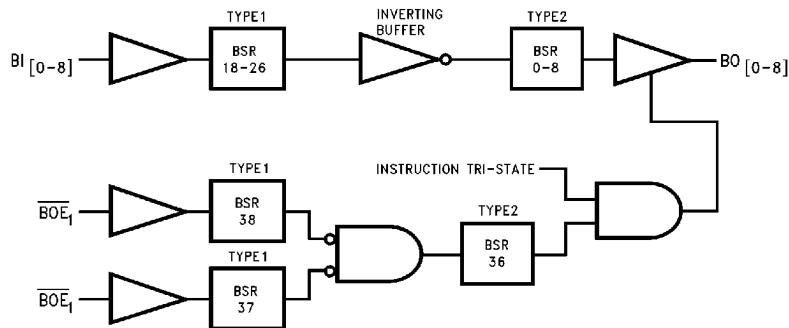 TYPE1
INVERTING
BUFFER
TYPE2
BI [0-8]
BSR
18-26
BSR
0-8
BO [0-8]
TYPE1
INSTRUCTION TRI-STATE
BOE1
BSR
38
TYPE2
TYPE1
BSR
36
BOE1
BSR
37